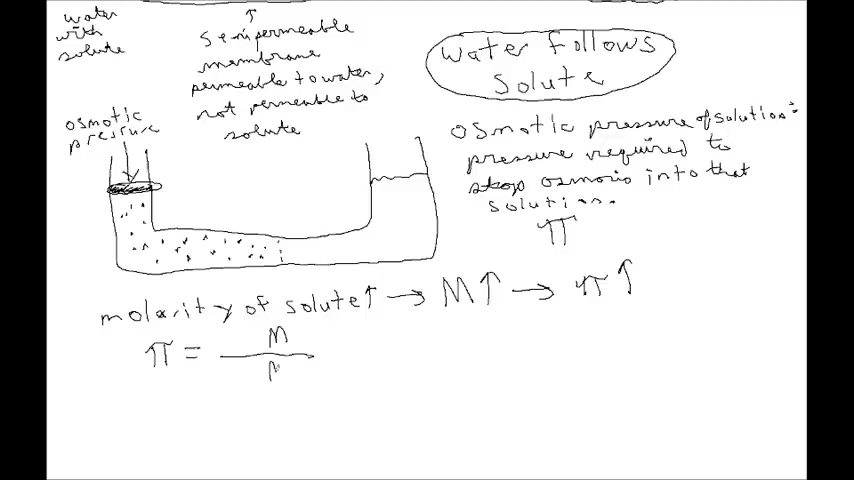 water
with
solute
Semipermeable
membrane
permeable to water,
not permeable to
solute
water follows
solute
osmotic
pressure
osmotic pressure of solution:
pressure required to
stop osmosis into that
solution.
π
molarity of solute↑ → M↑ → π↑
π = M